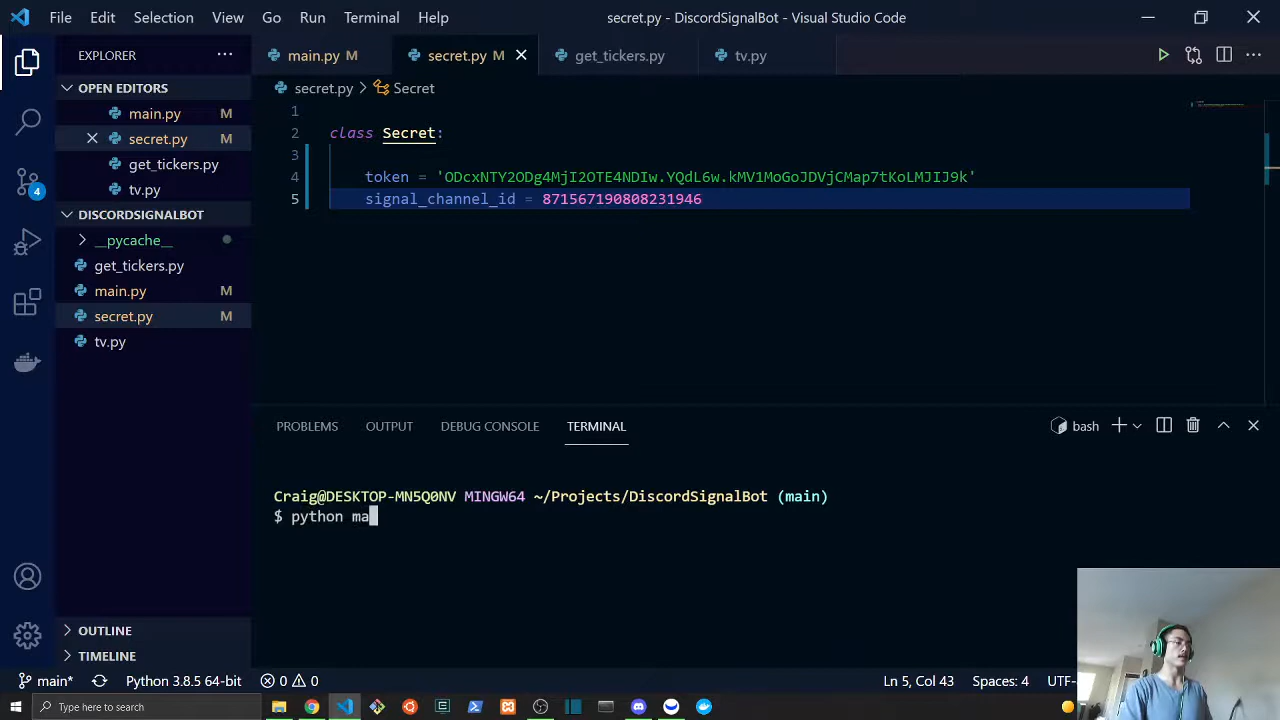 File Edit Selection View Go Run Terminal Help
secret.py - DiscordSignalBot - Visual Studio Code
EXPLORER
main.py M
secret.py M
get_tickers.py
tv.py
OPEN EDITORS
main.py M
secret.py M
get_tickers.py
tv.py
DISCORDSIGNALBOT
__pycache__
get_tickers.py
main.py M
secret.py M
tv.py
OUTLINE
TIMELINE
4
secret.py > Secret
1
2 class Secret:
3
4 token = 'ODcxNTY2ODg4MjI2OTE4NDIw.YQdL6w.kMV1MoGoJDVjCMap7tKoLMJIJ9k'
5 signal_channel_id = 871567190808231946
PROBLEMS OUTPUT DEBUG CONSOLE TERMINAL
bash
Craig@DESKTOP-MN5Q0NV MINGW64 ~/Projects/DiscordSignalBot (main)
$ python ma
main* Python 3.8.5 64-bit 0 0 Ln 5, Col 43 Spaces: 4 UTF-
Type here to search